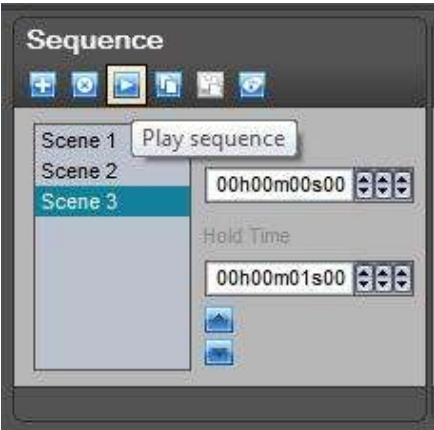 Sequence
Scene 1
Play sequence
Scene 2
00h00m00s00
Scene 3
Hold Time
00h00m01s00